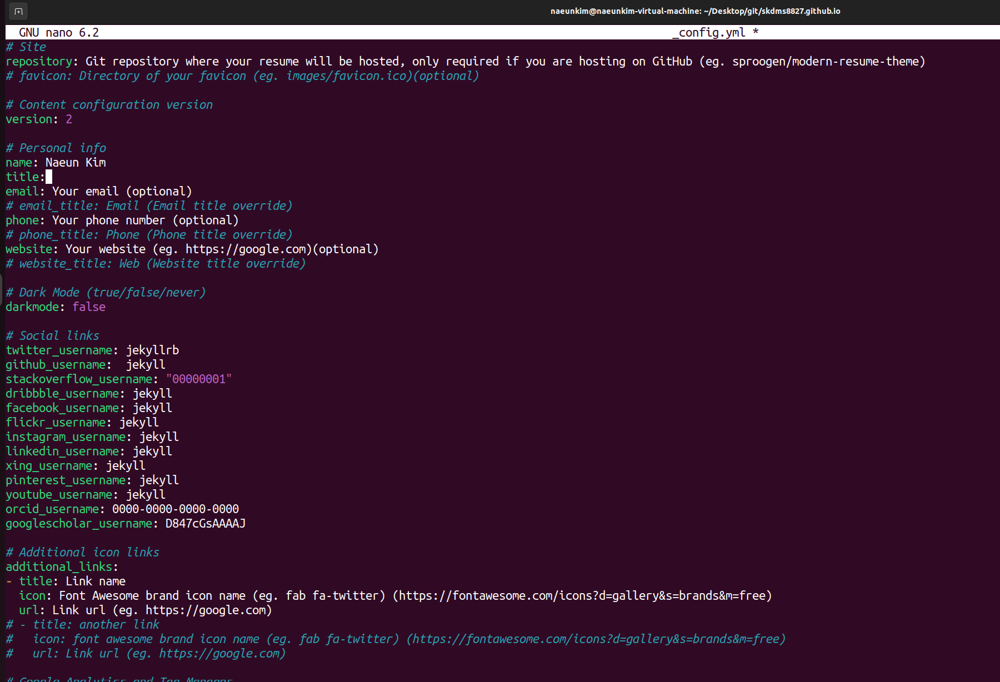 naeunkim@naeunkim-virtual-machine: ~/Desktop/git/skdms8827.github.io
GNU nano 6.2 _config.yml *
# Site
repository: Git repository where your resume will be hosted, only required if you are hosting on GitHub (eg. sproogen/modern-resume-theme)
# favicon: Directory of your favicon (eg. images/favicon.ico)(optional)
# Content configuration version
version: 2
# Personal info
name: Naeun Kim
title:
email: Your email (optional)
# email_title: Email (Email title override)
phone: Your phone number (optional)
# phone_title: Phone (Phone title override)
website: Your website (eg. https://google.com)(optional)
# website_title: Web (Website title override)
# Dark Mode (true/false/never)
darkmode: false
# Social links
twitter_username: jekyllrb
github_username:  jekyll
stackoverflow_username: "00000001"
dribbble_username: jekyll
facebook_username: jekyll
flickr_username: jekyll
instagram_username: jekyll
linkedin_username: jekyll
xing_username: jekyll
pinterest_username: jekyll
youtube_username: jekyll
orcid_username: 0000-0000-0000-0000
googlescholar_username: D847cGsAAAAJ
# Additional icon links
additional_links:
- title: Link name
  icon: Font Awesome brand icon name (eg. fab fa-twitter) (https://fontawesome.com/icons?d=gallery&s=brands&m=free)
  url: Link url (eg. https://google.com)
# - title: another link
#   icon: font awesome brand icon name (eg. fab fa-twitter) (https://fontawesome.com/icons?d=gallery&s=brands&m=free)
#   url: Link url (eg. https://google.com)
# Google Analytics and Tag Manager